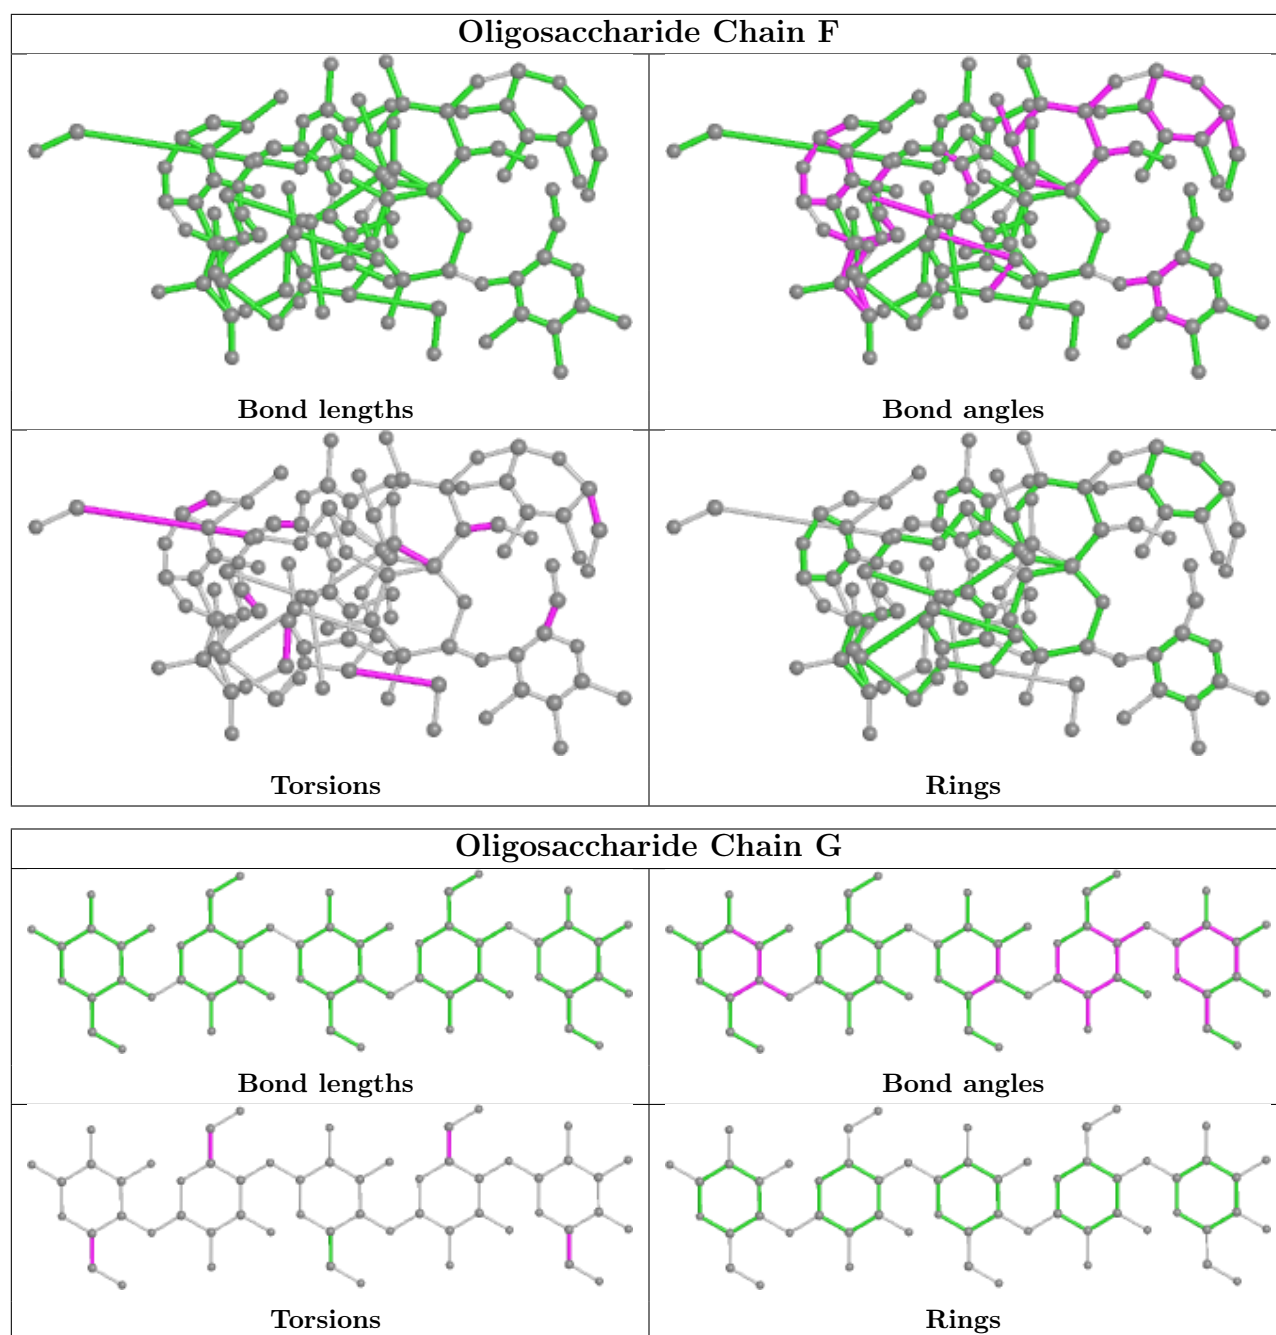 Oligosaccharide Chain F
Bond lengths
Bond angles
Torsions
Rings
Oligosaccharide Chain G
Bond lengths
Bond angles
Torsions
Rings